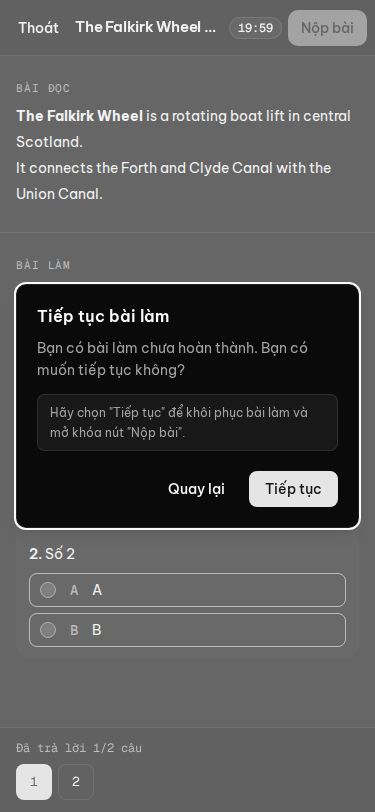 Thoát The Falkirk Wheel ... 19:59 Nộp bài
BÀI ĐỌC
The Falkirk Wheel is a rotating boat lift in central
Scotland.
It connects the Forth and Clyde Canal with the
Union Canal.
BÀI LÀM
Tiếp tục bài làm
Bạn có bài làm chưa hoàn thành. Bạn có
muốn tiếp tục không?
Hãy chọn "Tiếp tục" để khôi phục bài làm và
mở khóa nút "Nộp bài".
Quay lại Tiếp tục
2. Số 2
A A
B B
Đã trả lời 1/2 câu
1 2